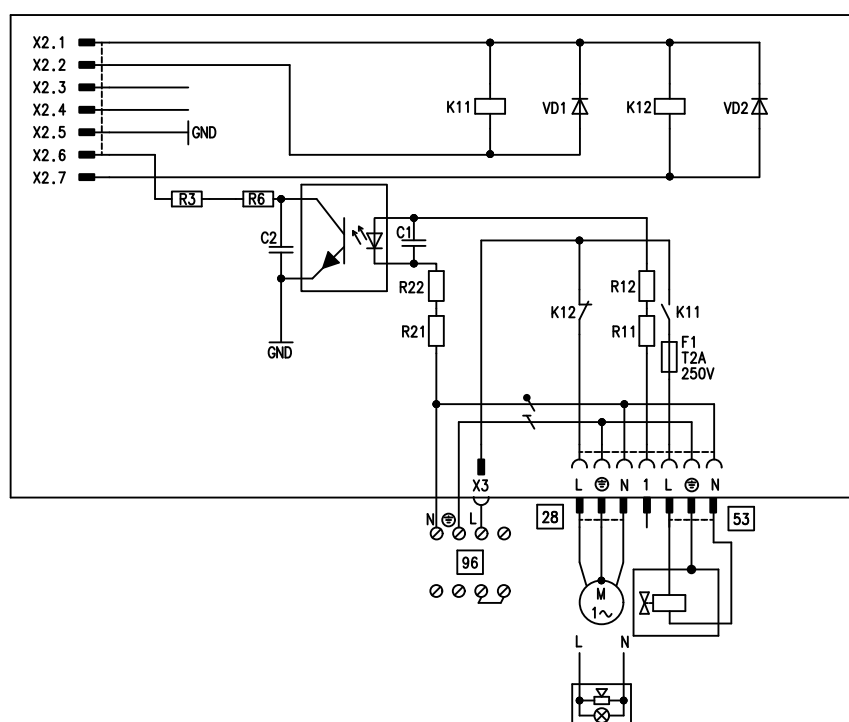 X2.1
X2.2
X2.3
X2.4
X2.5
X2.6
X2.7
GND
K11
VD1
K12
VD2
R3
R6
C2
C1
R22
R21
GND
K12
R12
R11
K11
F1
T2A
250V
X3
L
N
1
L
N
28
53
N
L
96
M
1~
L
N